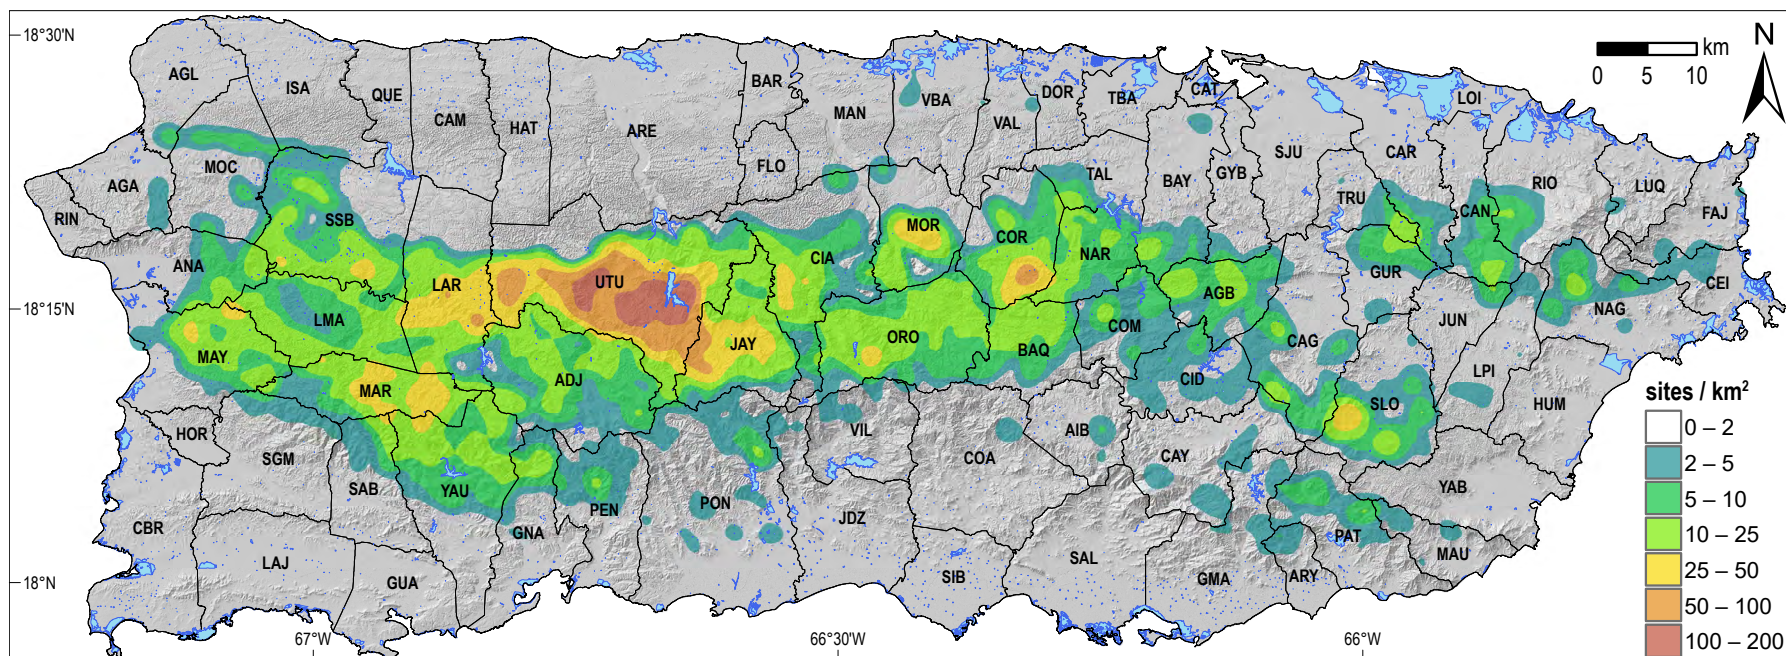 18°30'N
18°15'N
18°N
67°W
66°30'W
66°W
N
km
0 5 10
AGL
ISA
QUE
CAM
HAT
ARE
BAR
MAN
VBA
VAL
DOR
TBA
CAT
LOI
FLO
SJU
CAR
AGA
MOC
TAL
BAY
GYB
TRU
CAN
RIO
LUQ
FAJ
RIN
SSB
MOR
COR
NAR
ANA
CIA
GUR
CEI
LAR
UTU
AGB
NAG
LMA
JUN
MAY
JAY
ORO
BAQ
COM
CAG
MAR
ADJ
CID
LPI
HUM
SLO
HOR
SGM
VIL
AIB
COA
CAY
SAB
YAU
PEN
PON
YAB
CBR
GNA
JDZ
PAT
LAJ
GUA
SIB
SAL
GMA
ARY
MAU
sites / km²
0 – 2
2 – 5
5 – 10
10 – 25
25 – 50
50 – 100
100 – 200